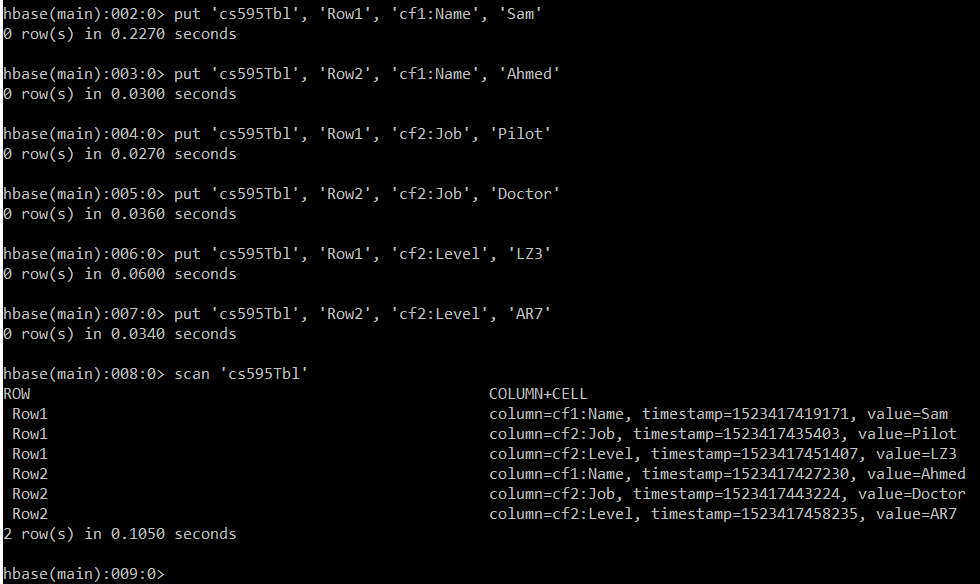 hbase(main):002:0> put 'cs595Tbl', 'Row1', 'cf1:Name', 'Sam'
0 row(s) in 0.2270 seconds
hbase(main):003:0> put 'cs595Tbl', 'Row2', 'cf1:Name', 'Ahmed'
0 row(s) in 0.0300 seconds
hbase(main):004:0> put 'cs595Tbl', 'Row1', 'cf2:Job', 'Pilot'
0 row(s) in 0.0270 seconds
hbase(main):005:0> put 'cs595Tbl', 'Row2', 'cf2:Job', 'Doctor'
0 row(s) in 0.0360 seconds
hbase(main):006:0> put 'cs595Tbl', 'Row1', 'cf2:Level', 'LZ3'
0 row(s) in 0.0600 seconds
hbase(main):007:0> put 'cs595Tbl', 'Row2', 'cf2:Level', 'AR7'
0 row(s) in 0.0340 seconds
hbase(main):008:0> scan 'cs595Tbl'
ROW COLUMN+CELL
Row1 column=cf1:Name, timestamp=1523417419171, value=Sam
Row1 column=cf2:Job, timestamp=1523417435403, value=Pilot
Row1 column=cf2:Level, timestamp=1523417451407, value=LZ3
Row2 column=cf1:Name, timestamp=1523417427230, value=Ahmed
Row2 column=cf2:Job, timestamp=1523417443224, value=Doctor
Row2 column=cf2:Level, timestamp=1523417458235, value=AR7
2 row(s) in 0.1050 seconds
hbase(main):009:0>